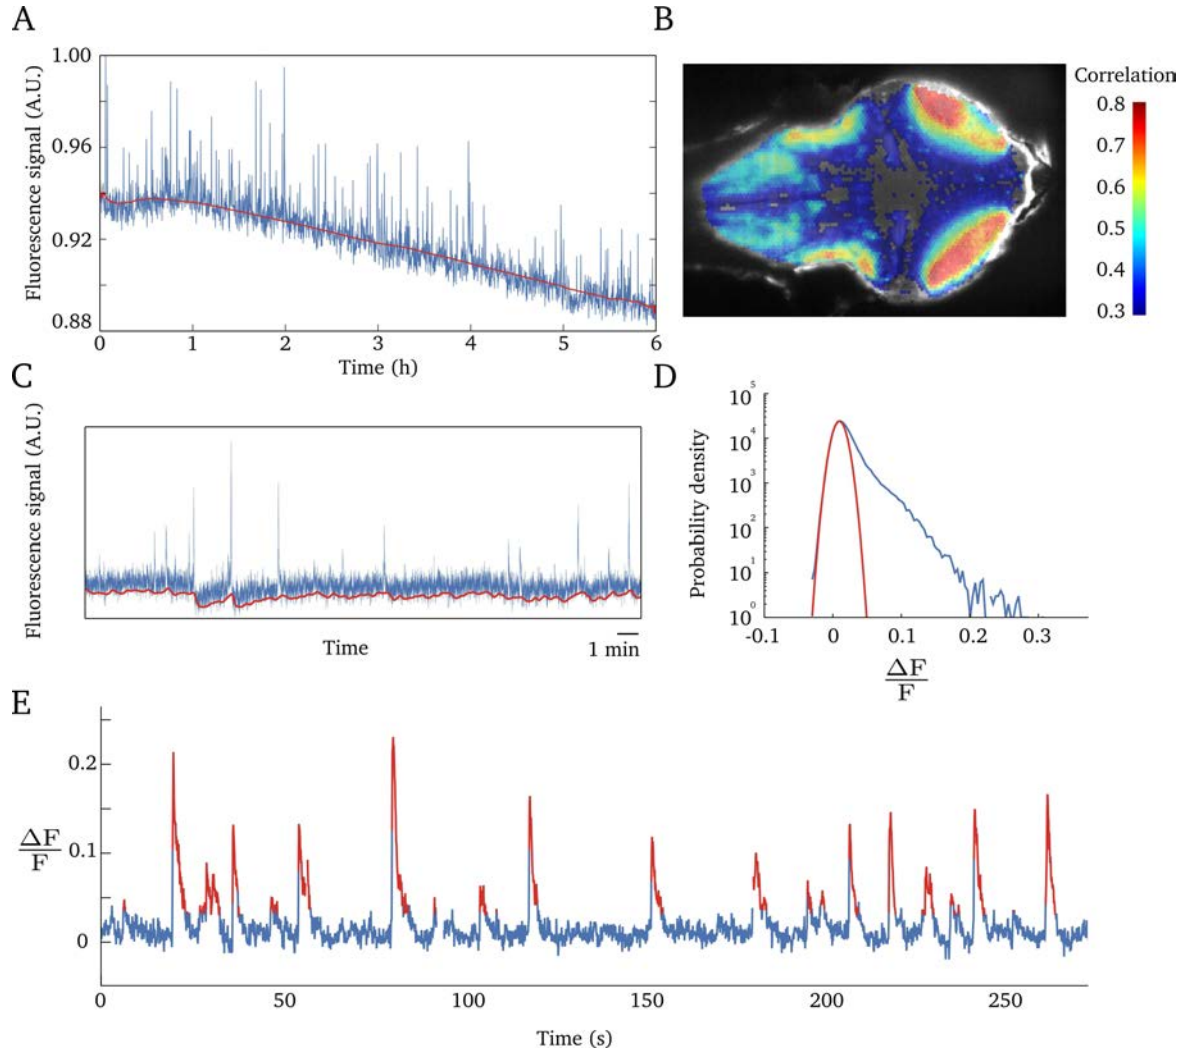 A
Fluorescence signal (A.U.)
1.00
0.96
0.92
0.88
0
1
2
3
4
5
6
Time (h)
B
Correlation
0.8
0.7
0.6
0.5
0.4
0.3
C
Fluorescence signal (A.U.)
Time
1 min
D
Probability density
10⁵
10⁴
10³
10²
10¹
10⁰
-0.1
0
0.1
0.2
0.3
ΔF
F
E
ΔF
F
0.2
0.1
0
0
50
100
150
200
250
Time (s)